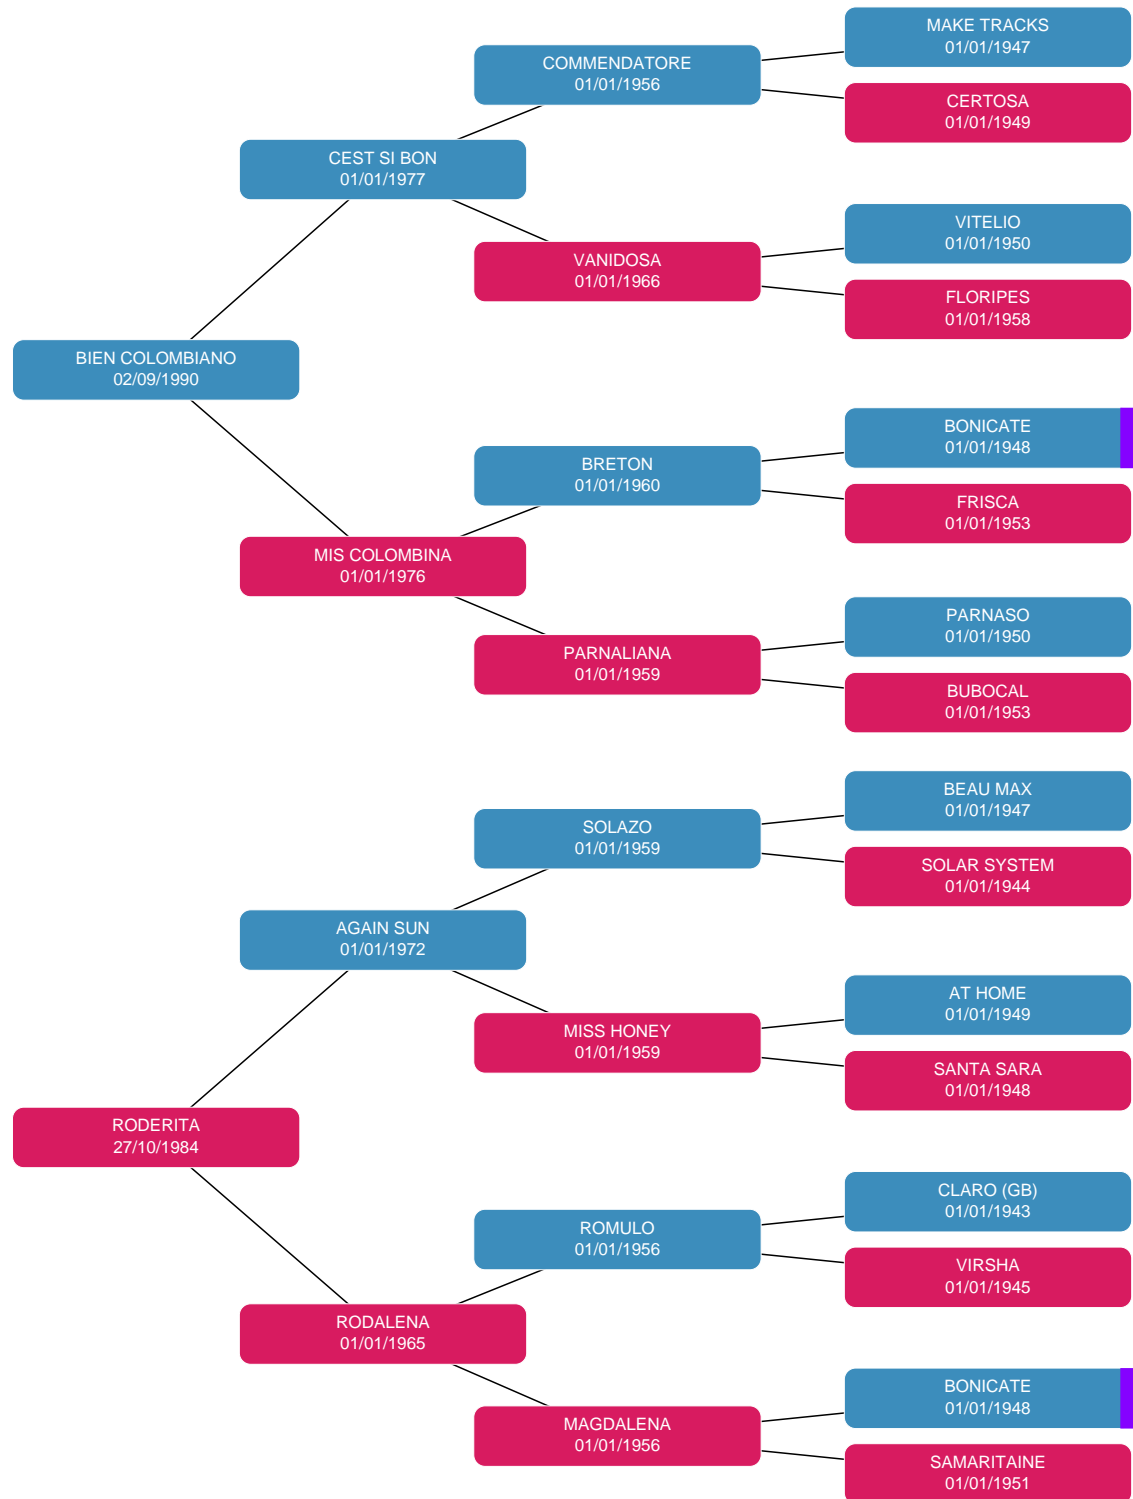 MAKE TRACKS
01/01/1947
COMMENDATORE
01/01/1956
CERTOSA
01/01/1949
CEST SI BON
01/01/1977
VITELIO
01/01/1950
VANIDOSA
01/01/1966
FLORIPES
01/01/1958
BIEN COLOMBIANO
02/09/1990
BONICATE
01/01/1948
BRETON
01/01/1960
FRISCA
01/01/1953
MIS COLOMBINA
01/01/1976
PARNASO
01/01/1950
PARNALIANA
01/01/1959
BUBOCAL
01/01/1953
BEAU MAX
01/01/1947
SOLAZO
01/01/1959
SOLAR SYSTEM
01/01/1944
AGAIN SUN
01/01/1972
AT HOME
01/01/1949
MISS HONEY
01/01/1959
SANTA SARA
01/01/1948
RODERITA
27/10/1984
CLARO (GB)
01/01/1943
ROMULO
01/01/1956
VIRSHA
01/01/1945
RODALENA
01/01/1965
BONICATE
01/01/1948
MAGDALENA
01/01/1956
SAMARITAINE
01/01/1951